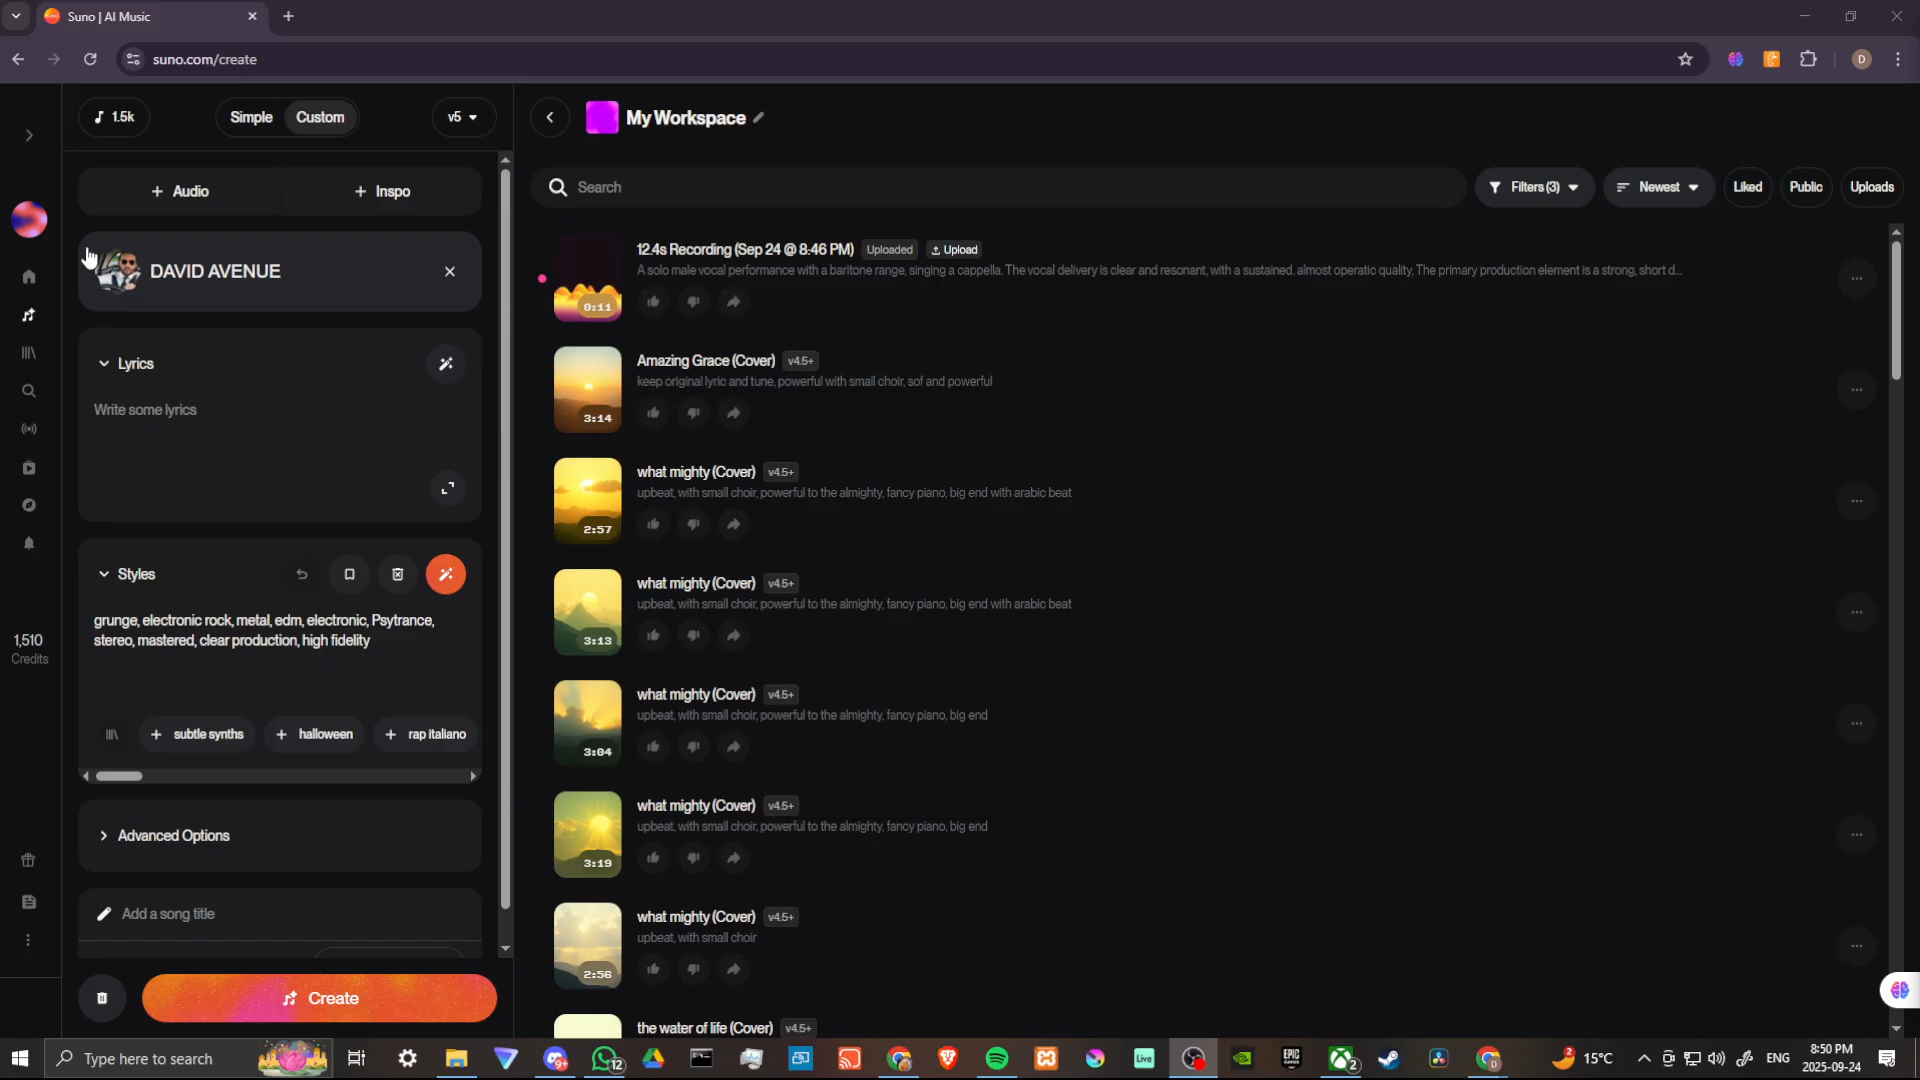 Suno | AI Music
suno.com/create
D
1.5k
Simple
Custom
v5
My Workspace
Audio
Inspo
Search
Filters (3)
Newest
Liked
Public
Uploads
DAVID AVENUE
Lyrics
Write some lyrics
Styles
grunge, electronic rock, metal, edm, electronic, Psytrance,
stereo, mastered, clear production, high fidelity
subtle synths
halloween
rap italiano
Advanced Options
Add a song title
Create
1,510
Credits
12.4s Recording (Sep 24 @ 8:46 PM) Uploaded Upload
A solo male vocal performance with a baritone range, singing a cappella. The vocal delivery is clear and resonant, with a sustained, almost operatic quality. The primary production element is a strong, short d...
0:11
Amazing Grace (Cover) v4.5+
keep original lyric and tune, powerful with small choir, sof and powerful
3:14
what mighty (Cover) v4.5+
upbeat, with small choir, powerful to the almighty, fancy piano, big end with arabic beat
2:57
what mighty (Cover) v4.5+
upbeat, with small choir, powerful to the almighty, fancy piano, big end with arabic beat
3:13
what mighty (Cover) v4.5+
upbeat, with small choir, powerful to the almighty, fancy piano, big end
3:04
what mighty (Cover) v4.5+
upbeat, with small choir, powerful to the almighty, fancy piano, big end
3:19
what mighty (Cover) v4.5+
upbeat, with small choir
2:56
the water of life (Cover) v4.5+
Type here to search
9+
12
Live
EPIC
GAMES
2
D
2
15°C
ENG
8:50 PM
2025-09-24